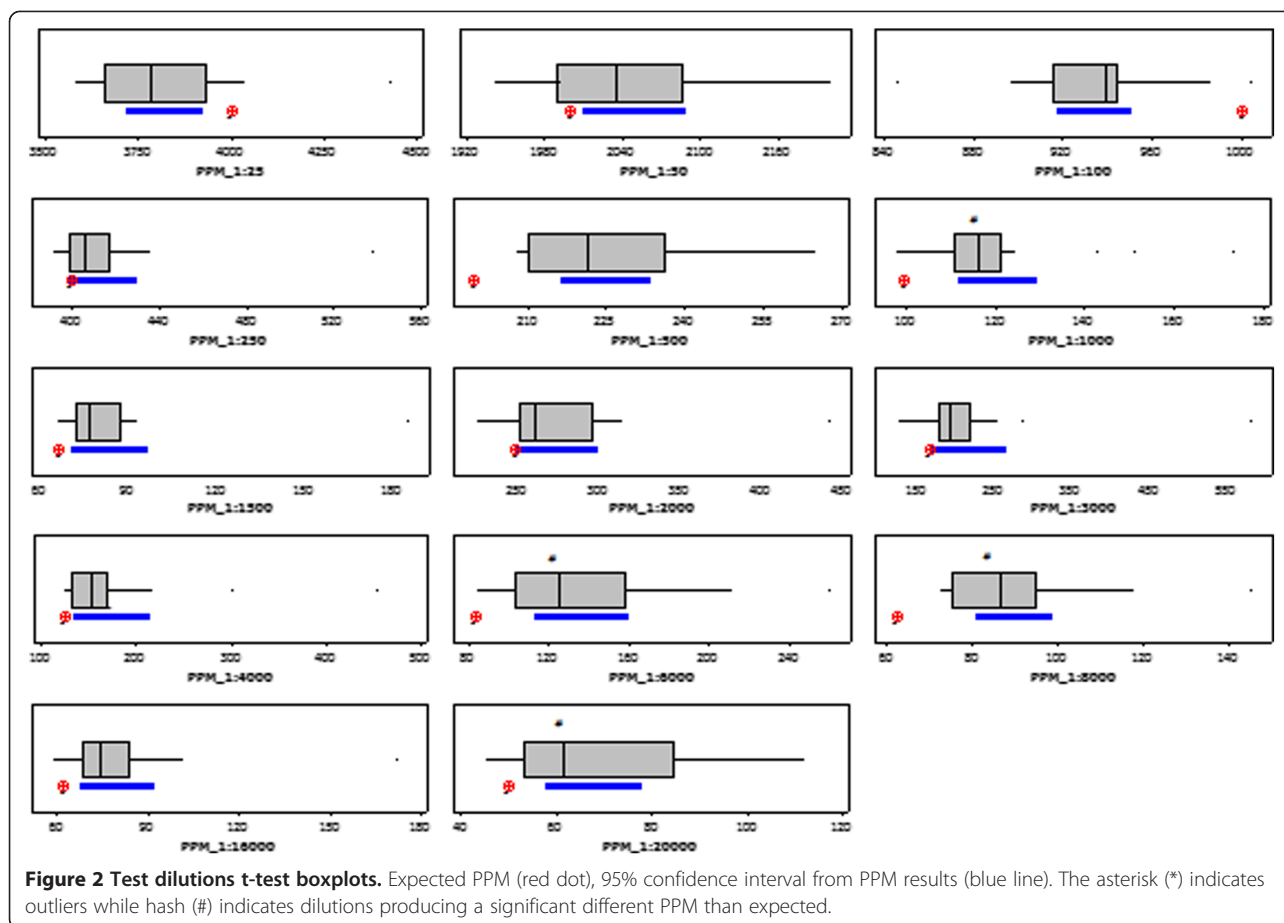 3500 3750 4000 4250 4500
PPM_1:25
1920 1980 2040 2100 2160
PPM_1:50
840 880 920 960 1000
PPM_1:100
400 440 480 520 560
PPM_1:250
210 225 240 255 270
PPM_1:500
#
100 120 140 160 180
PPM_1:1000
60 90 120 150 180
PPM_1:1500
250 300 350 400 450
PPM_1:2000
150 250 350 450 550
PPM_1:3000
100 200 300 400 500
PPM_1:4000
#
80 120 160 200 240
PPM_1:6000
#
60 80 100 120 140
PPM_1:8000
60 90 120 150 180
PPM_1:16000
#
40 60 80 100 120
PPM_1:20000
Figure 2 Test dilutions t-test boxplots. Expected PPM (red dot), 95% confidence interval from PPM results (blue line). The asterisk (*) indicates
outliers while hash (#) indicates dilutions producing a significant different PPM than expected.